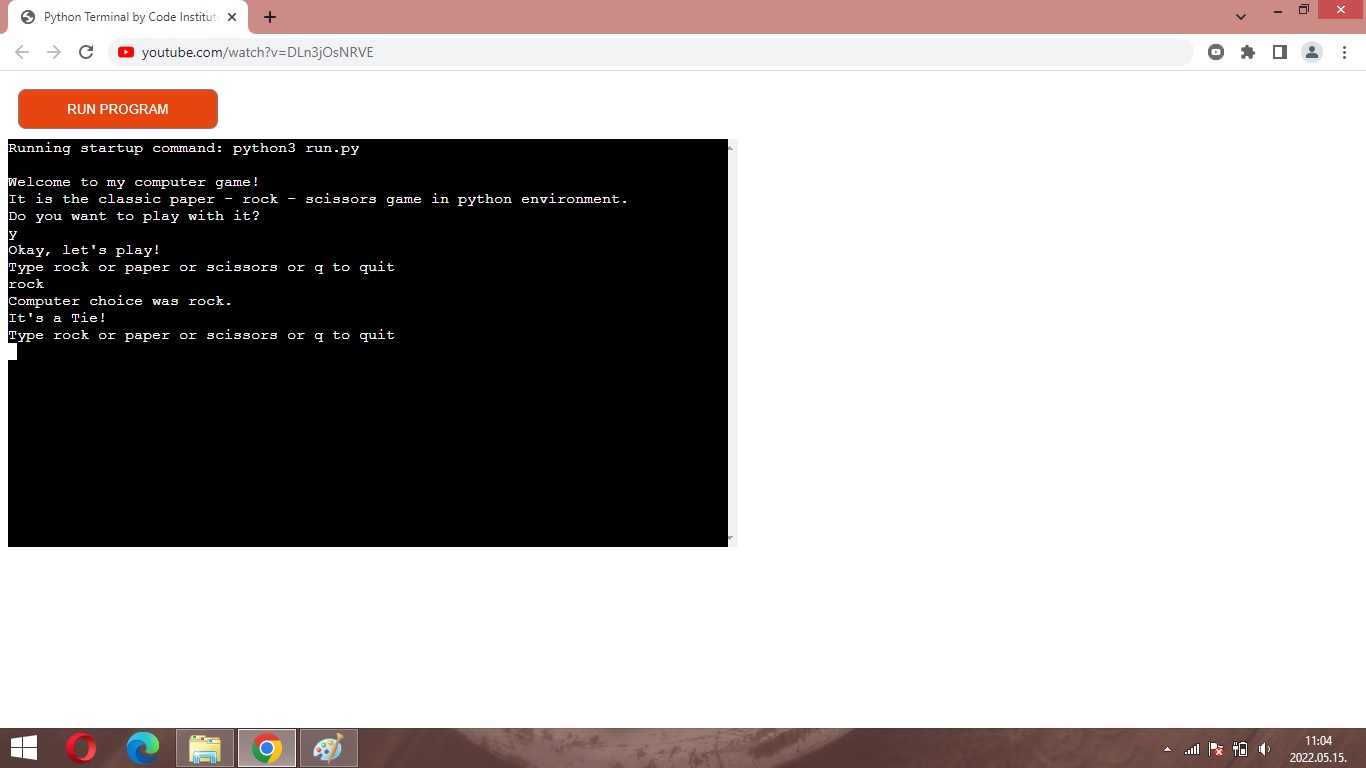 Python Terminal by Code Institut
youtube.com/watch?v=DLn3jOsNRVE
RUN PROGRAM
Running startup command: python3 run.py
Welcome to my computer game!
It is the classic paper - rock - scissors game in python environment.
Do you want to play with it?
y
Okay, let's play!
Type rock or paper or scissors or q to quit
rock
Computer choice was rock.
It's a Tie!
Type rock or paper or scissors or q to quit
11:04
2022.05.15.